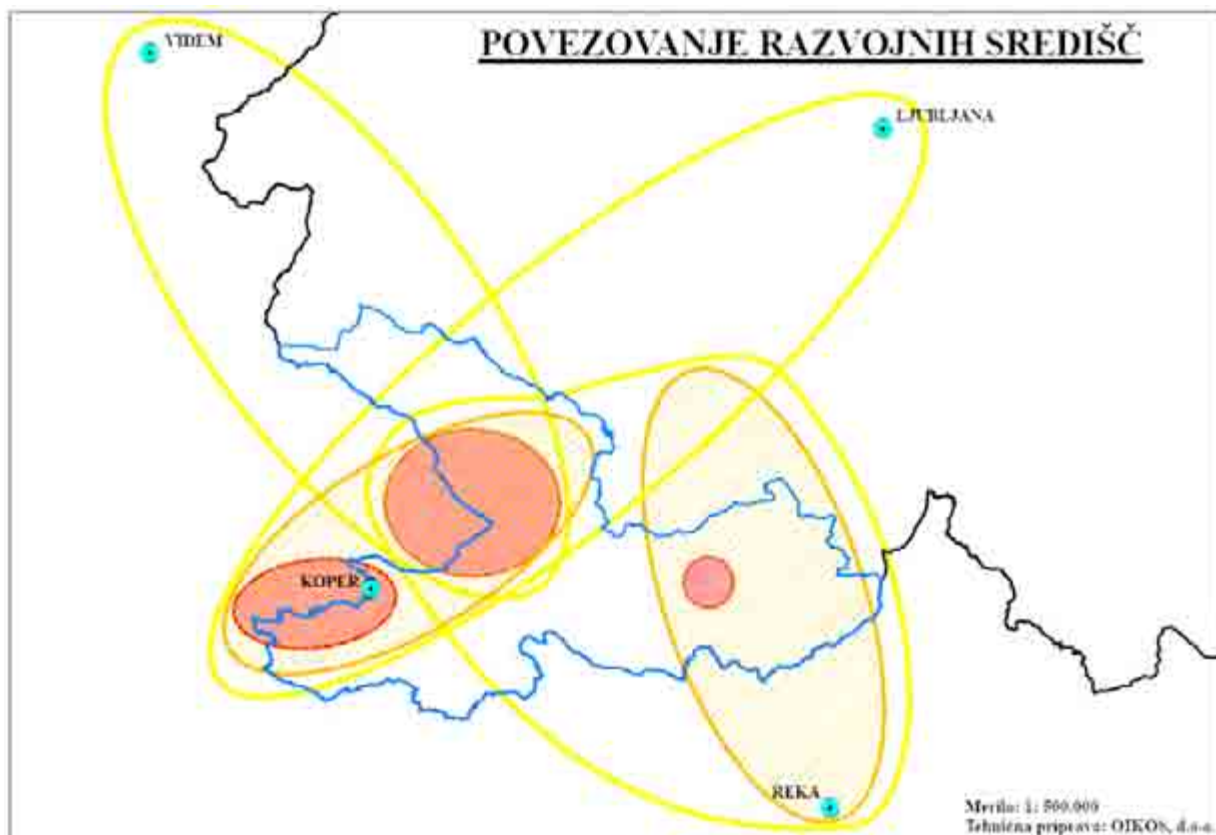 POVEZOVANJE RAZVOJNIH SREDIŠČ
VIDEM
LJUBLJANA
KOPER
REKA
Merilo: 1: 500.000
Tehnična priprava: OIKOS, d.o.o.